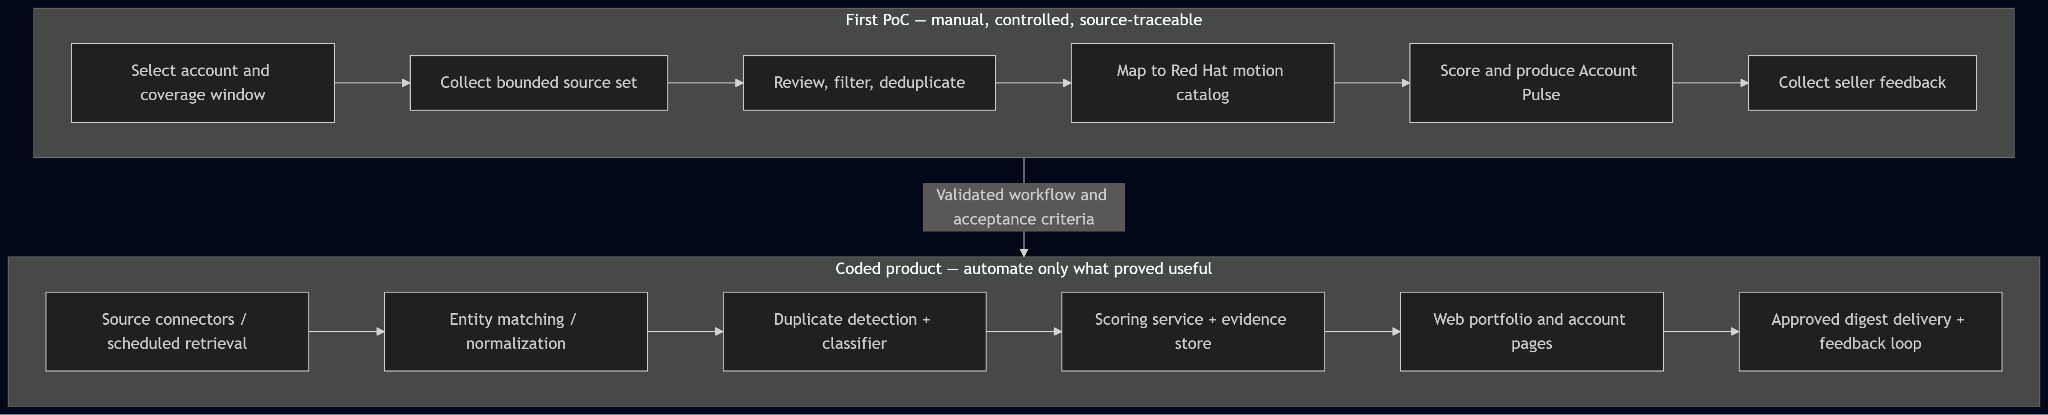 First PoC — manual, controlled, source-traceable
Select account and
coverage window
Collect bounded source set
Review, filter, deduplicate
Map to Red Hat motion
catalog
Score and produce Account
Pulse
Collect seller feedback
Validated workflow and
acceptance criteria
Coded product — automate only what proved useful
Source connectors /
scheduled retrieval
Entity matching /
normalization
Duplicate detection +
classifier
Scoring service + evidence
store
Web portfolio and account
pages
Approved digest delivery +
feedback loop